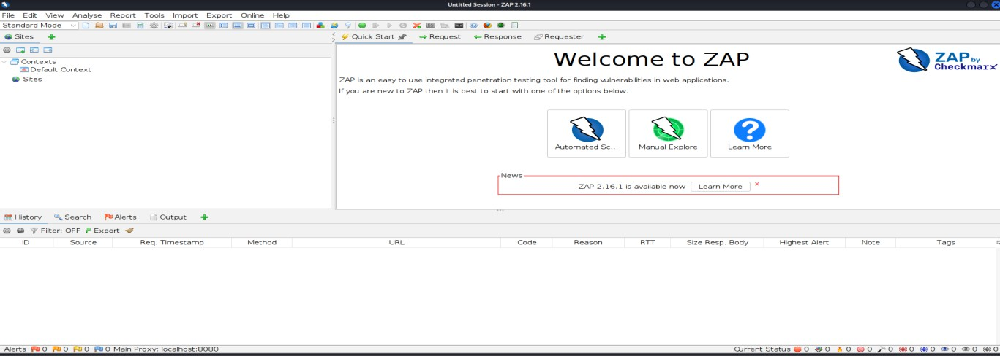 Untitled Session - ZAP 2.16.1
File Edit View Analyse Report Tools Import Export Online Help
Standard Mode
Sites
Quick Start Request Response Requester
Contexts
Default Context
Sites
Welcome to ZAP
ZAP by
Checkmarx
ZAP is an easy to use integrated penetration testing tool for finding vulnerabilities in web applications.
If you are new to ZAP then it is best to start with one of the options below.
Automated Sc... Manual Explore Learn More
News
ZAP 2.16.1 is available now Learn More
History Search Alerts Output
Filter: OFF Export
ID Source Req. Timestamp Method URL Code Reason RTT Size Resp. Body Highest Alert Note Tags
Alerts 0 0 0 0 Main Proxy: localhost:8080 Current Status 0 0 0 0 0 0 0 0 0 0